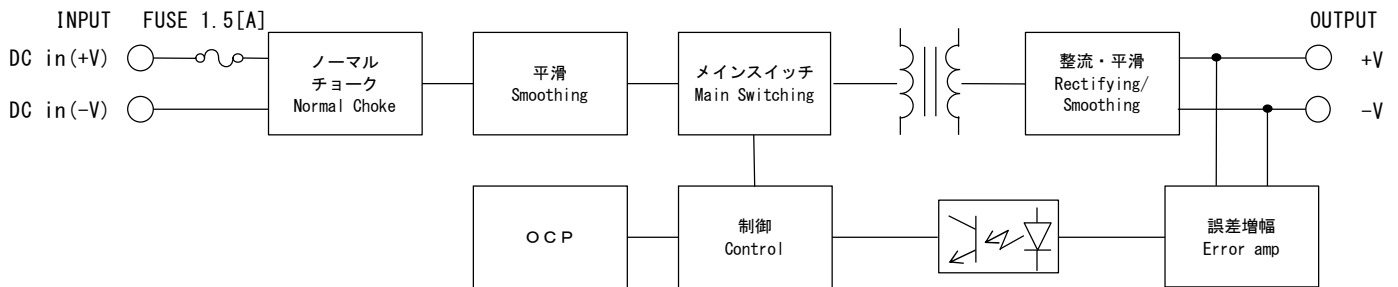 INPUT FUSE 1.5[A] OUTPUT
DC in(+V)
DC in(-V)
ノーマル
チョーク
Normal Choke
平滑
Smoothing
メインスイッチ
Main Switching
整流・平滑
Rectifying/
Smoothing
+V
-V
ＯＣＰ
制御
Control
誤差増幅
Error amp